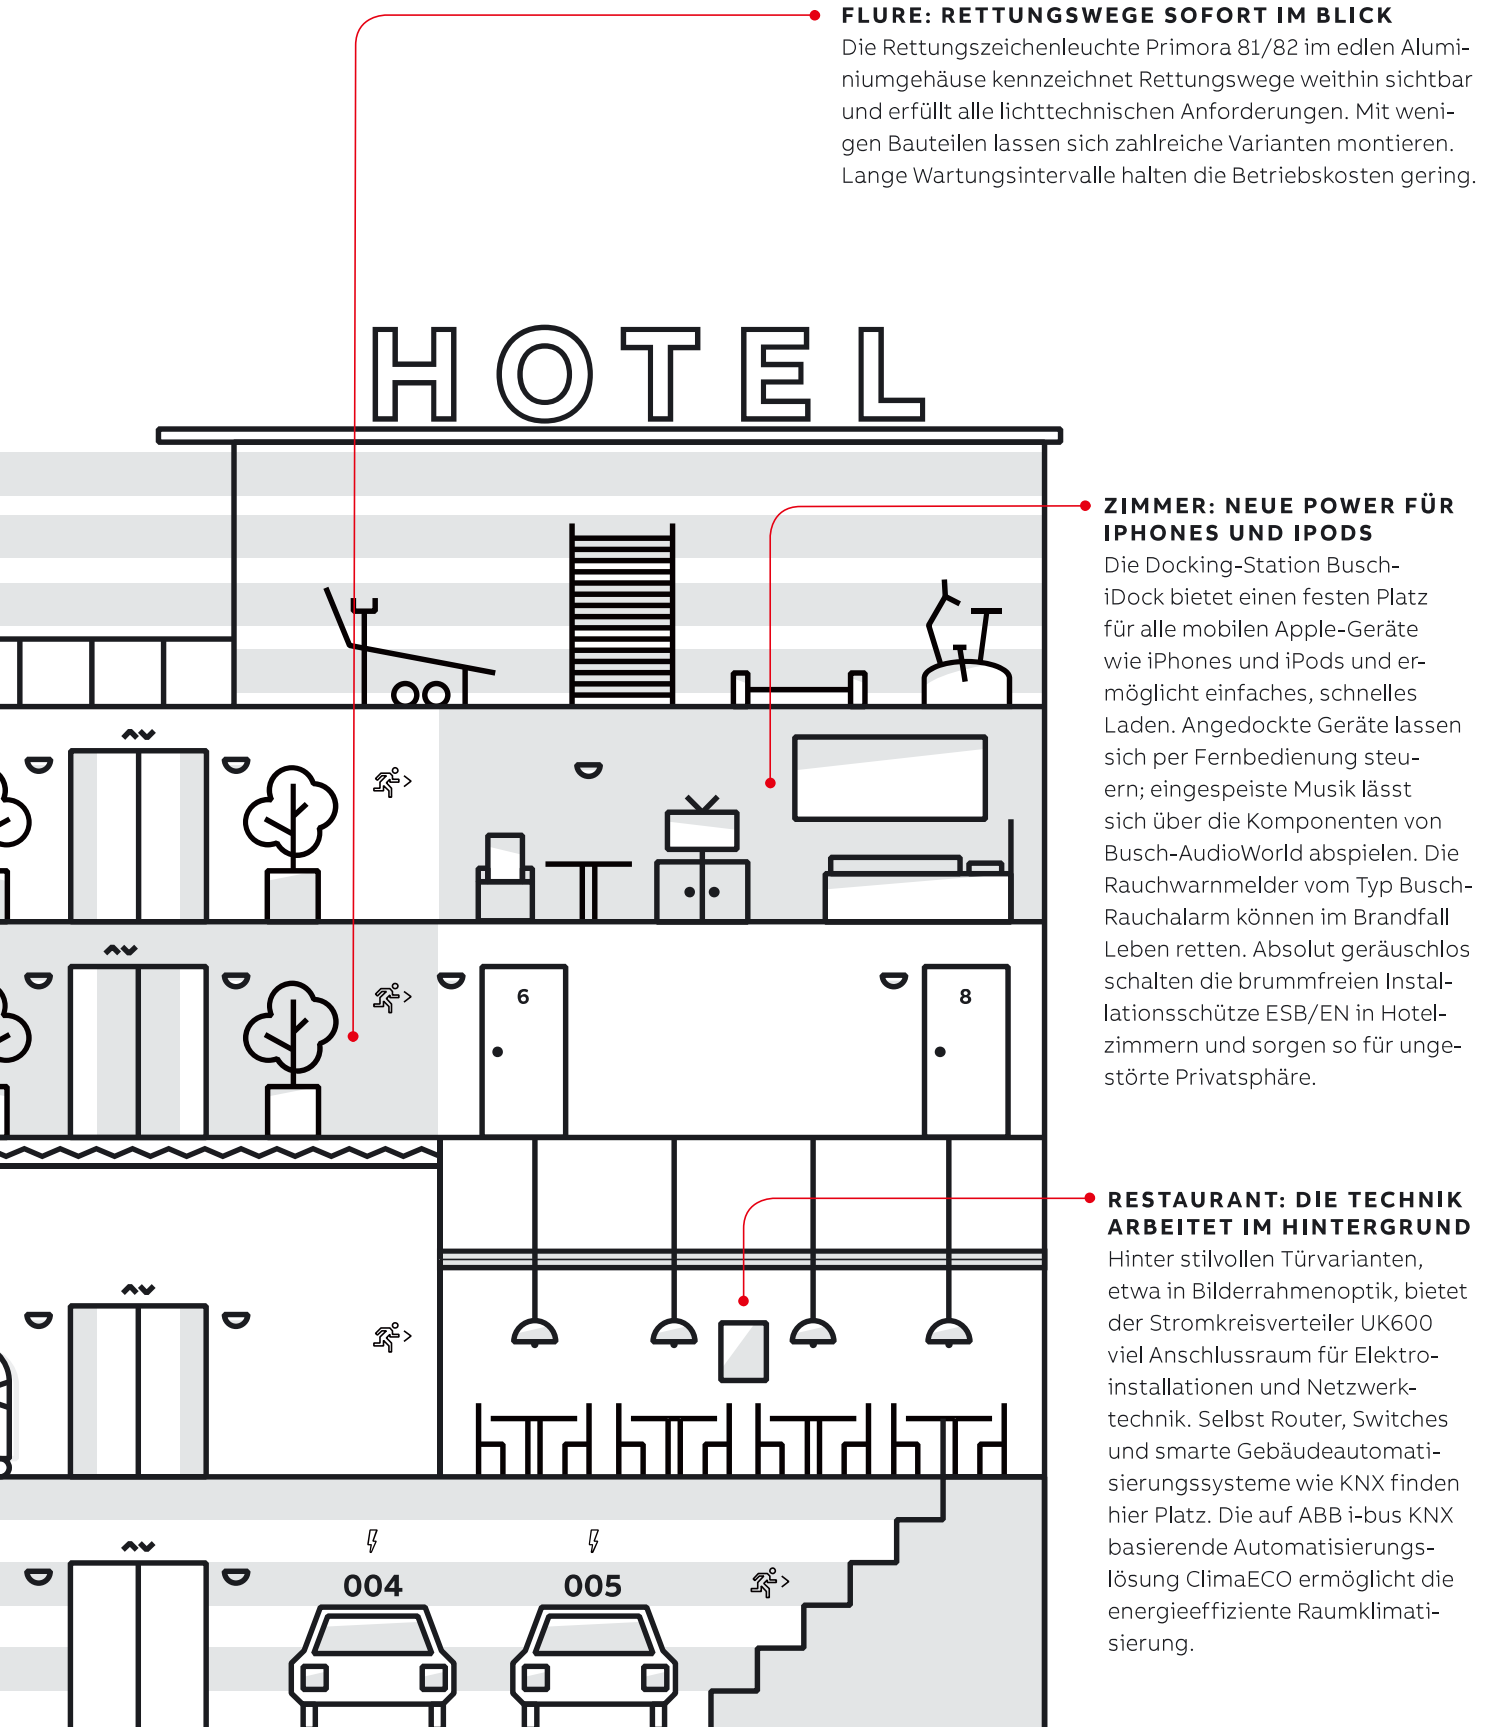 FLURE: RETTUNGSWEGE SOFORT IM BLICK
Die Rettungszeichenleuchte Primora 81/82 im edlen Alumi-
niumgehäuse kennzeichnet Rettungswege weithin sichtbar
und erfüllt alle lichttechnischen Anforderungen. Mit weni-
gen Bauteilen lassen sich zahlreiche Varianten montieren.
Lange Wartungsintervalle halten die Betriebskosten gering.
HOTEL
ZIMMER: NEUE POWER FÜR
IPHONES UND IPODS
Die Docking-Station Busch-
iDock bietet einen festen Platz
für alle mobilen Apple-Geräte
wie iPhones und iPods und er-
möglicht einfaches, schnelles
Laden. Angedockte Geräte lassen
sich per Fernbedienung steu-
ern; eingespeiste Musik lässt
sich über die Komponenten von
Busch-AudioWorld abspielen. Die
Rauchwarnmelder vom Typ Busch-
Rauchalarm können im Brandfall
Leben retten. Absolut geräuschlos
schalten die brummfreien Instal-
lationsschütze ESB/EN in Hotel-
zimmern und sorgen so für unge-
störte Privatsphäre.
6
8
RESTAURANT: DIE TECHNIK
ARBEITET IM HINTERGRUND
Hinter stilvollen Türvarianten,
etwa in Bilderrahmenoptik, bietet
der Stromkreisverteiler UK600
viel Anschlussraum für Elektro-
installationen und Netzwerk-
technik. Selbst Router, Switches
und smarte Gebäudeautomati-
sierungssysteme wie KNX finden
hier Platz. Die auf ABB i-bus KNX
basierende Automatisierungs-
lösung ClimaECO ermöglicht die
energieeffiziente Raumklimati-
sierung.
004
005